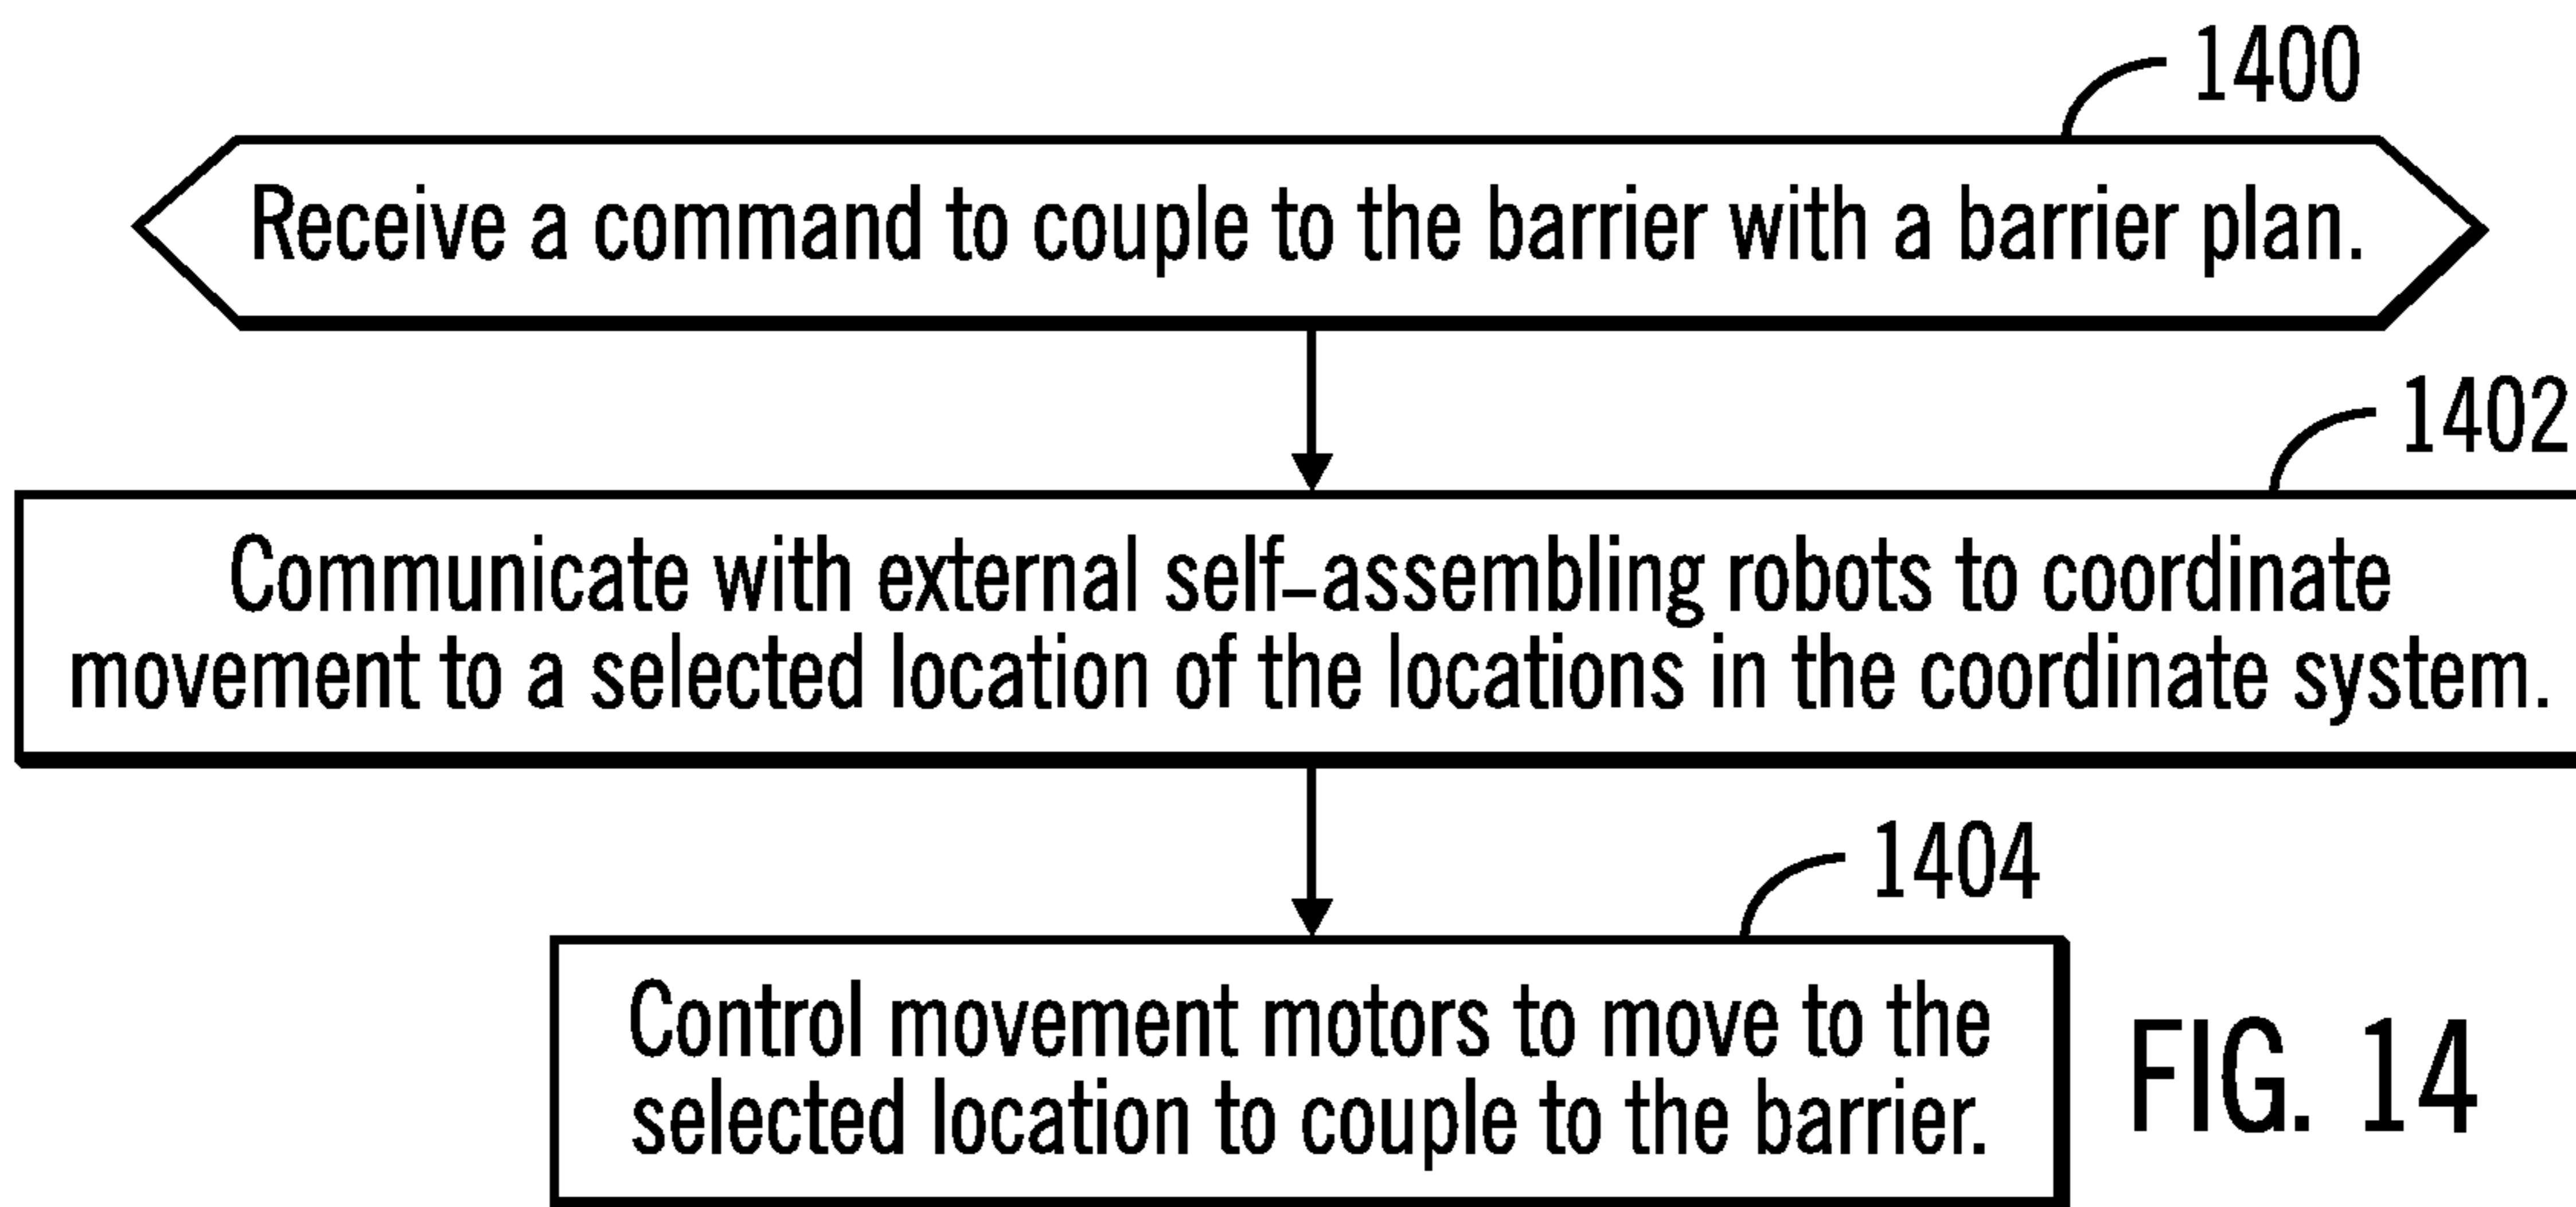 1400
Receive a command to couple to the barrier with a barrier plan.
1402
Communicate with external self-assembling robots to coordinate
movement to a selected location of the locations in the coordinate system.
1404
Control movement motors to move to the
selected location to couple to the barrier.
FIG. 14